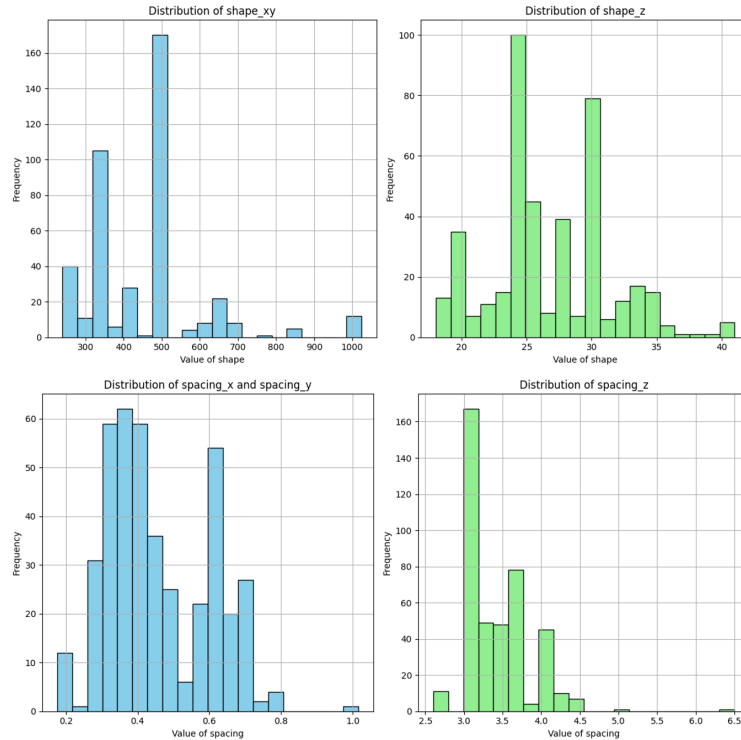 Distribution of shape_xy
160
140
120
100
80
60
40
20
0
Frequency
300 400 500 600 700 800 900 1000
Value of shape
Distribution of shape_z
100
80
60
40
20
0
Frequency
20 25 30 35 40
Value of shape
Distribution of spacing_x and spacing_y
60
50
40
30
20
10
0
Frequency
0.2 0.4 0.6 0.8 1.0
Value of spacing
Distribution of spacing_z
160
140
120
100
80
60
40
20
0
Frequency
2.5 3.0 3.5 4.0 4.5 5.0 5.5 6.0 6.5
Value of spacing